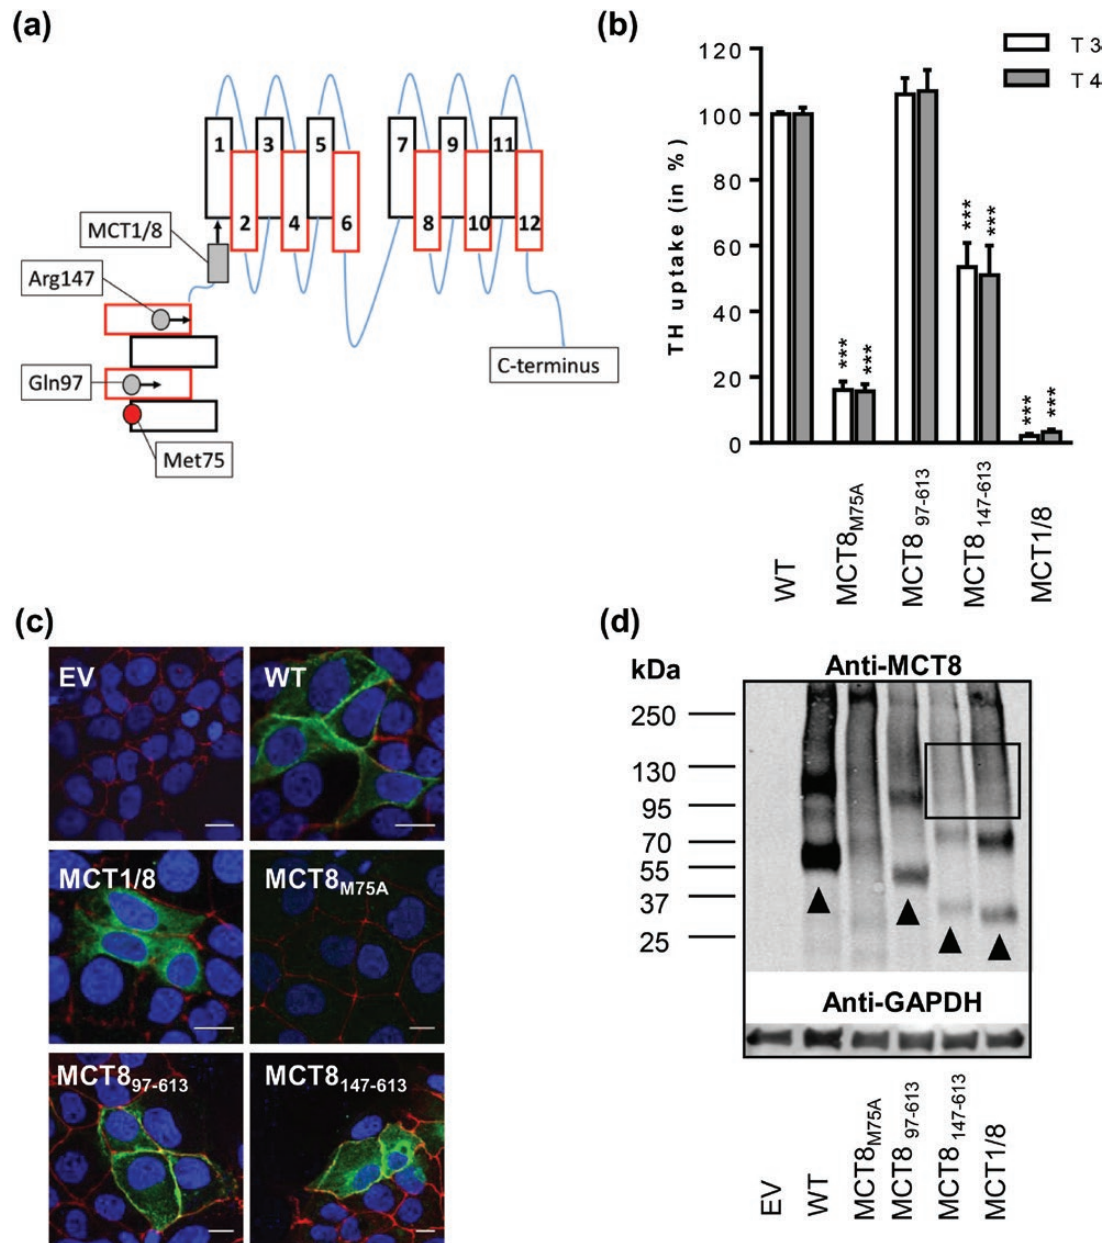 (a)
1
3
5
7
9
11
2
4
6
8
10
12
MCT1/8
Arg147
Gln97
Met75
C-terminus
(b)
T 3
T 4
TH uptake (in %)
120
100
80
60
40
20
0
***
***
***
***
***
***
WT
MCT8M75A
MCT8 97-613
MCT8 147-613
MCT1/8
(c)
EV
WT
MCT1/8
MCT8M75A
MCT897-613
MCT8147-613
(d)
kDa
Anti-MCT8
250
130
95
70
55
37
25
Anti-GAPDH
EV
WT
MCT8M75A
MCT8 97-613
MCT8147-613
MCT1/8